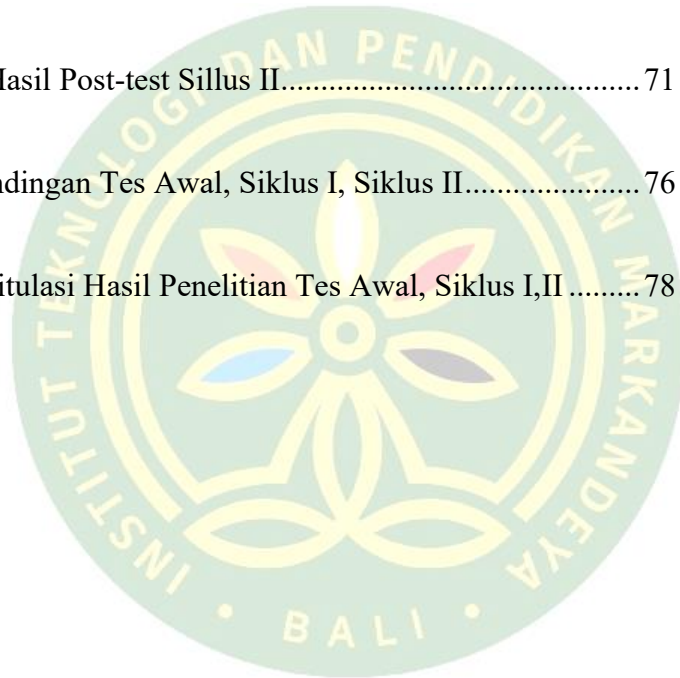 Hasil Post-test Sillus II........................................ 71
ndingan Tes Awal, Siklus I, Siklus II.................... 76
itulasi Hasil Penelitian Tes Awal, Siklus I,II ......... 78
INSTITUT TEKNOLOGI DAN PENDIDIKAN MARKANDEYA
• BALI •